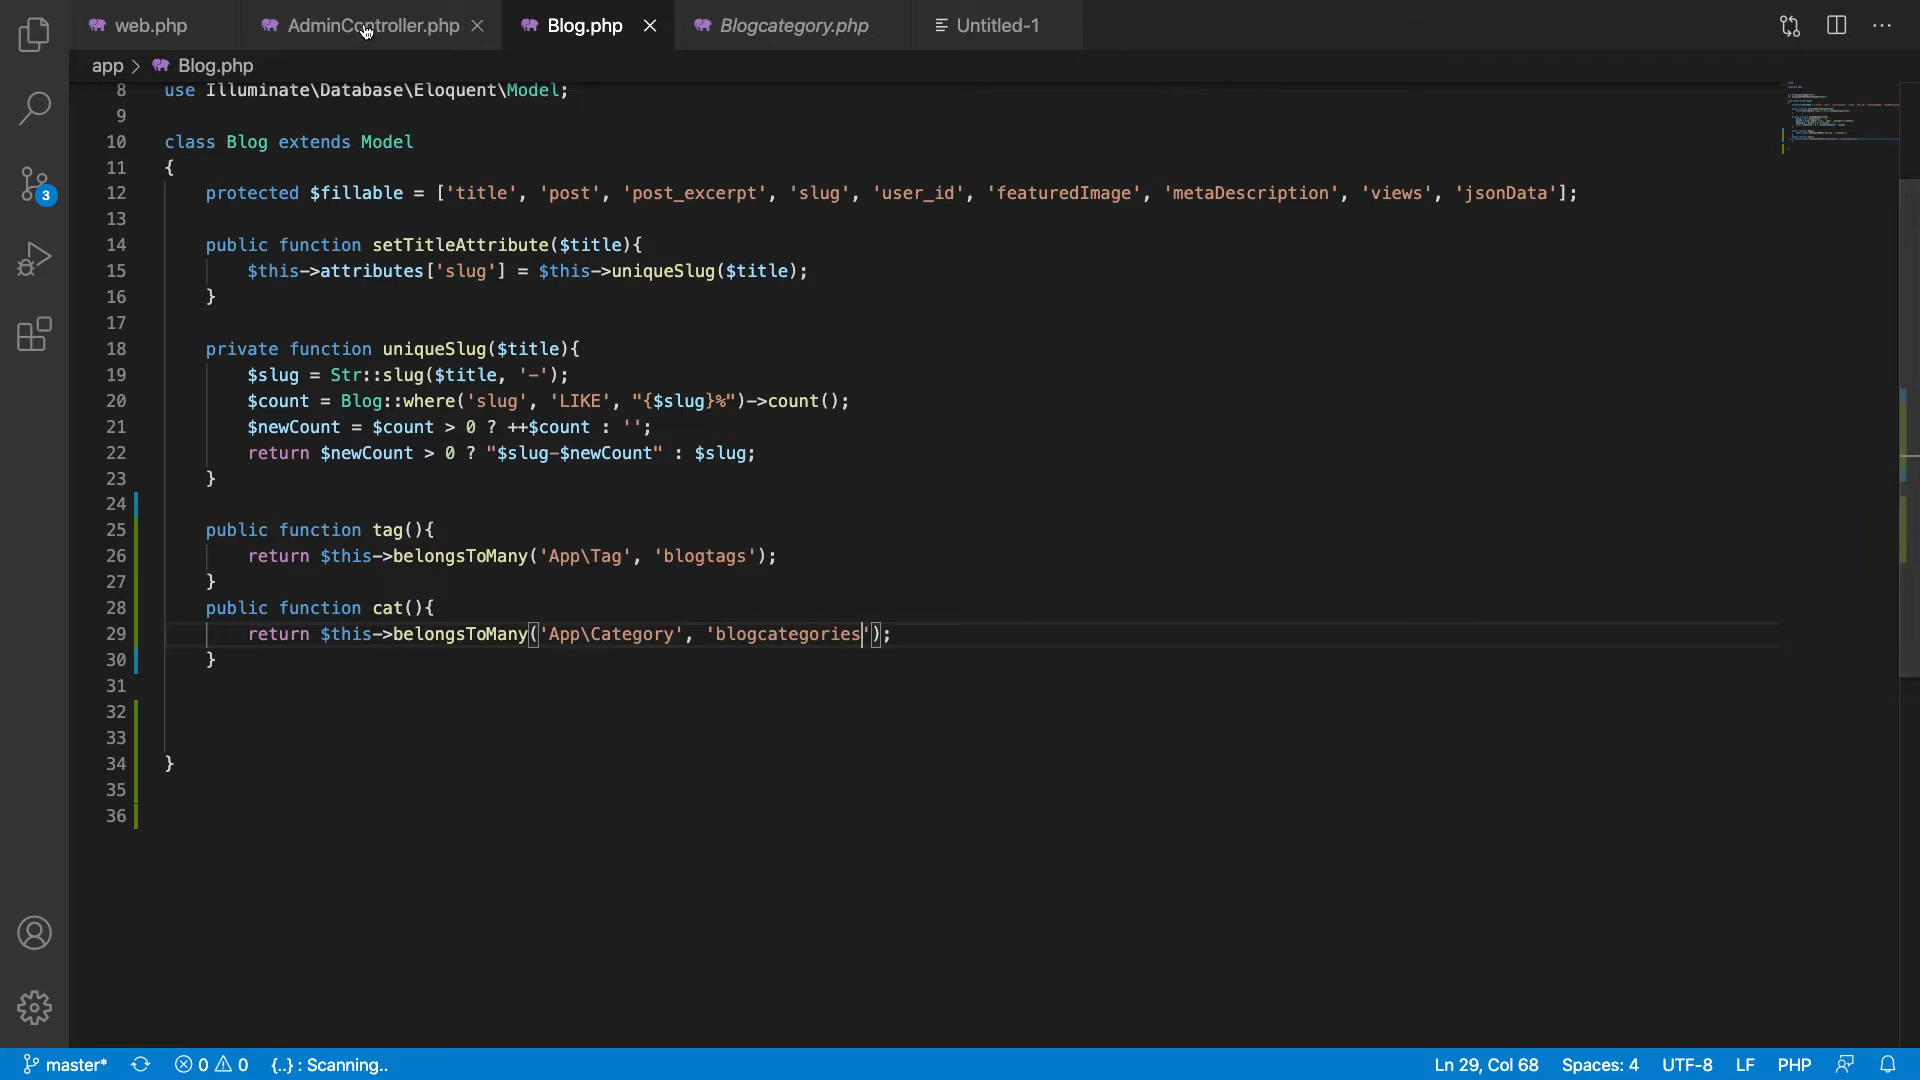 web.php
AdminController.php
Blog.php
Blogcategory.php
Untitled-1
app > Blog.php
8 use Illuminate\Database\Eloquent\Model;
9
10 class Blog extends Model
11 {
12 protected $fillable = ['title', 'post', 'post_excerpt', 'slug', 'user_id', 'featuredImage', 'metaDescription', 'views', 'jsonData'];
13
14 public function setTitleAttribute($title){
15 $this->attributes['slug'] = $this->uniqueSlug($title);
16 }
17
18 private function uniqueSlug($title){
19 $slug = Str::slug($title, '-');
20 $count = Blog::where('slug', 'LIKE', "{$slug}%")->count();
21 $newCount = $count > 0 ? ++$count : '';
22 return $newCount > 0 ? "$slug-$newCount" : $slug;
23 }
24
25 public function tag(){
26 return $this->belongsToMany('App\Tag', 'blogtags');
27 }
28 public function cat(){
29 return $this->belongsToMany('App\Category', 'blogcategories');
30 }
31
32
33
34 }
35
36
3
master*
0 0
{..} : Scanning..
Ln 29, Col 68
Spaces: 4
UTF-8
LF
PHP